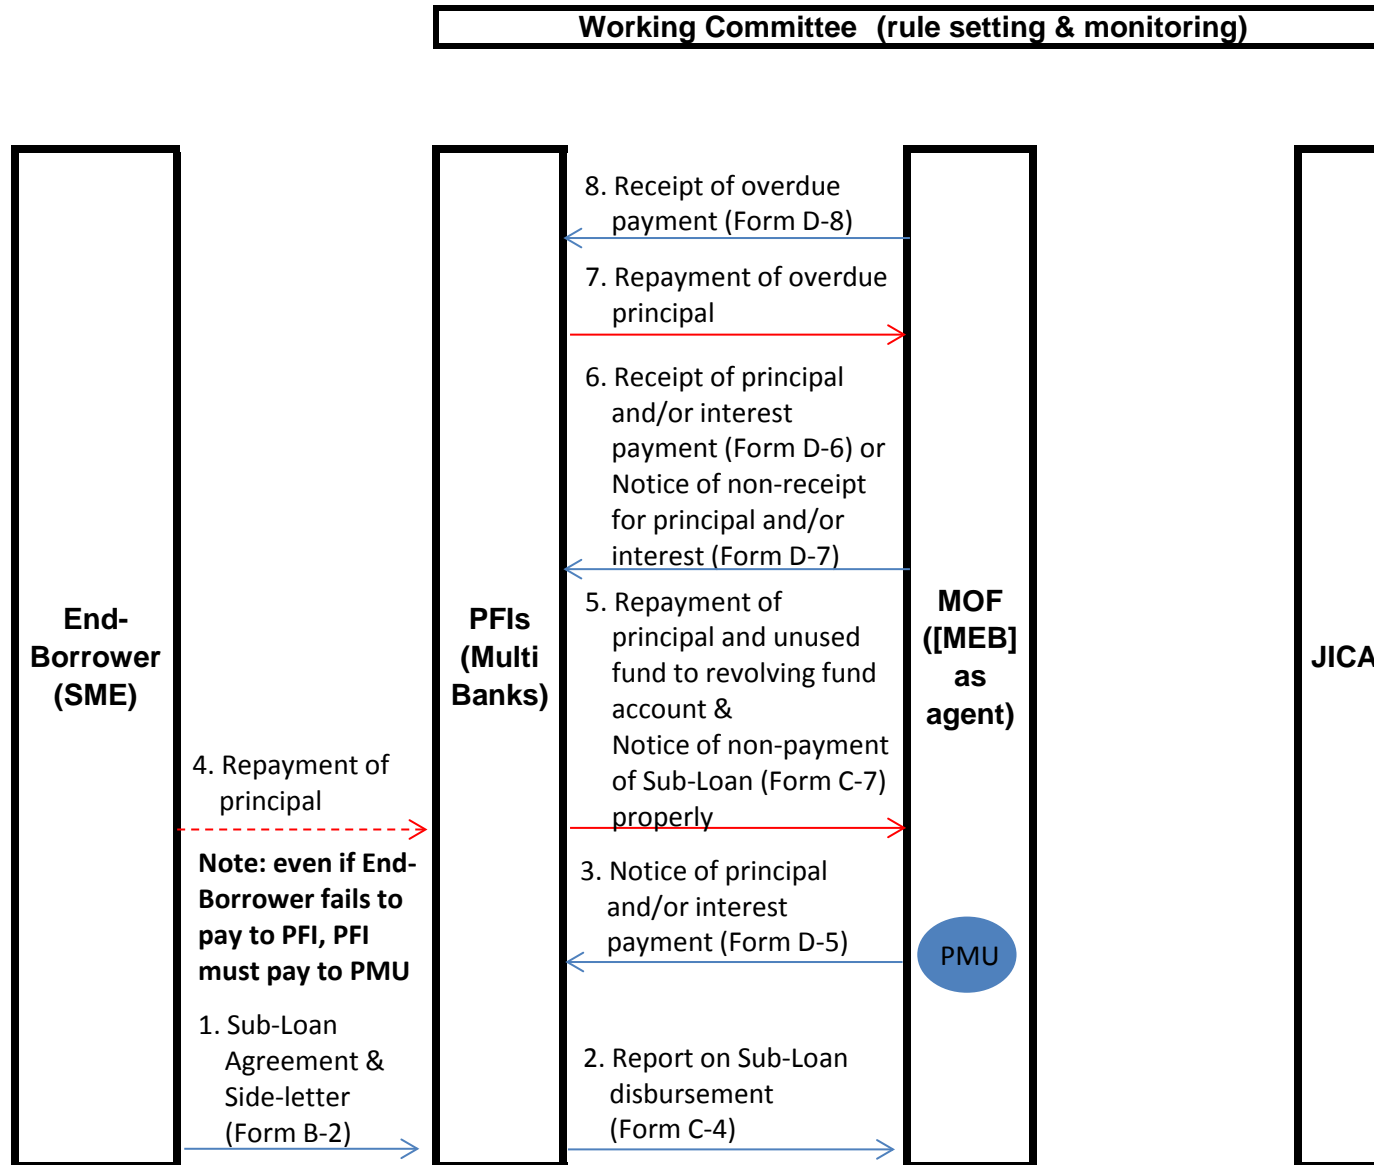 Working Committee (rule setting & monitoring)
8. Receipt of overdue
payment (Form D-8)
7. Repayment of overdue
principal
6. Receipt of principal
and/or interest
payment (Form D-6) or
Notice of non-receipt
for principal and/or
interest (Form D-7)
End-
Borrower
(SME)
PFIs
(Multi
Banks)
5. Repayment of
principal and unused
fund to revolving fund
account &
Notice of non-payment
of Sub-Loan (Form C-7)
properly
MOF
([MEB]
as
agent)
JICA
4. Repayment of
principal
Note: even if End-
Borrower fails to
pay to PFI, PFI
must pay to PMU
3. Notice of principal
and/or interest
payment (Form D-5)
PMU
1. Sub-Loan
Agreement &
Side-letter
(Form B-2)
2. Report on Sub-Loan
disbursement
(Form C-4)